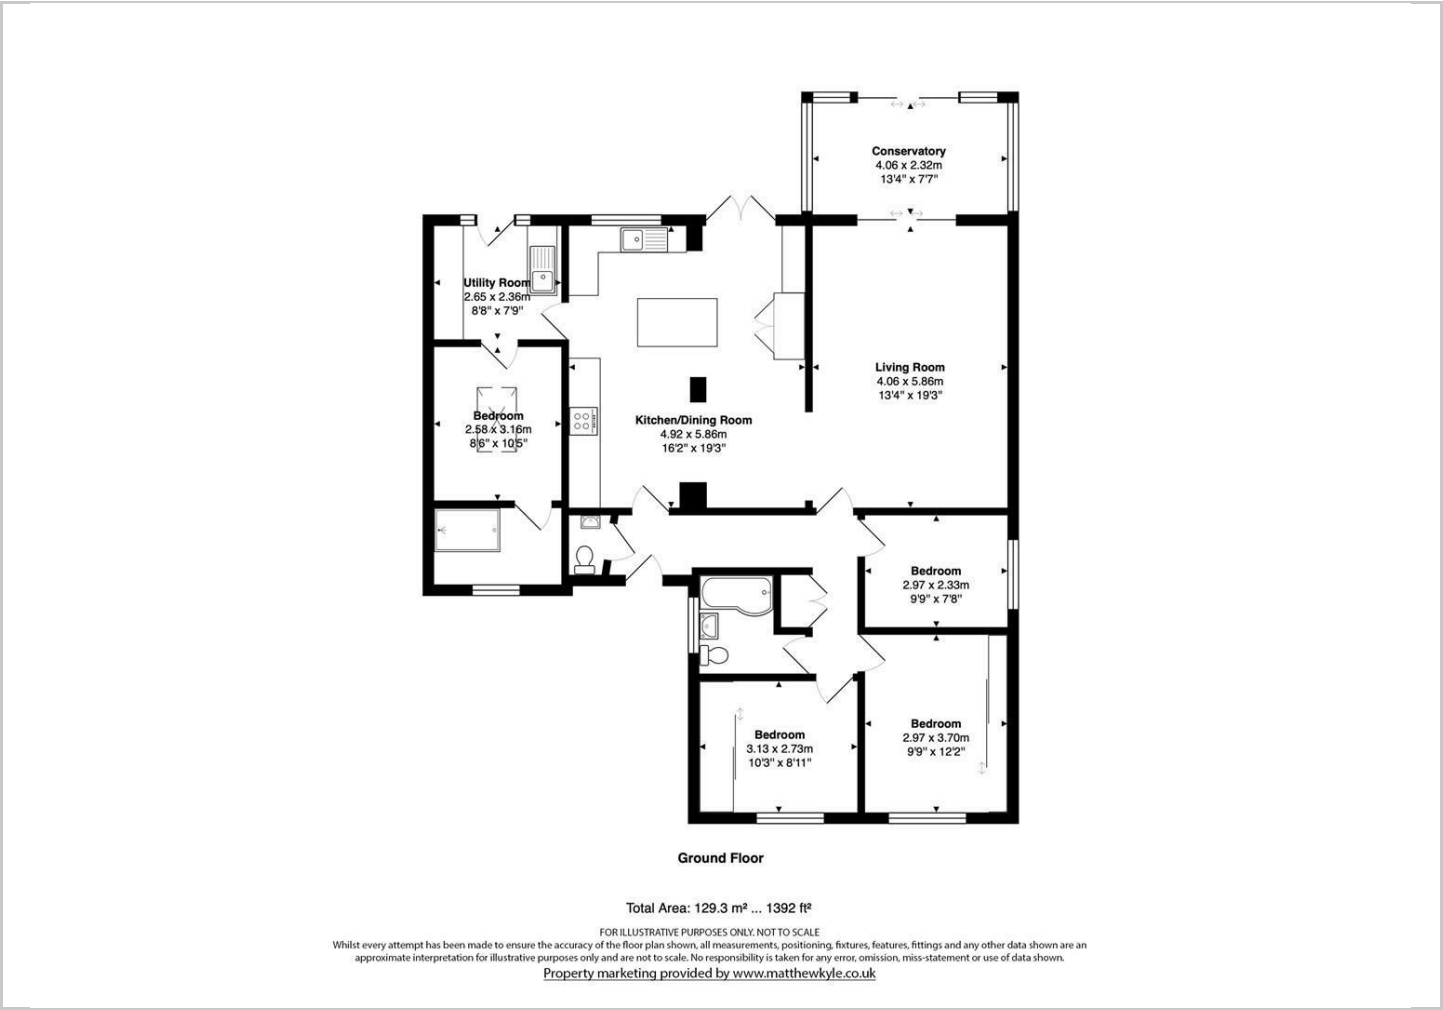 Conservatory
4.06 x 2.32m
13'4" x 7'7"
Utility Room
2.65 x 2.36m
8'8" x 7'9"
Living Room
4.06 x 5.86m
13'4" x 19'3"
Bedroom
2.58 x 3.16m
8'6" x 10'5"
Kitchen/Dining Room
4.92 x 5.86m
16'2" x 19'3"
Bedroom
2.97 x 2.33m
9'9" x 7'8"
Bedroom
3.13 x 2.73m
10'3" x 8'11"
Bedroom
2.97 x 3.70m
9'9" x 12'2"
Ground Floor
Total Area: 129.3 m² ... 1392 ft²
FOR ILLUSTRATIVE PURPOSES ONLY. NOT TO SCALE
Whilst every attempt has been made to ensure the accuracy of the floor plan shown, all measurements, positioning, fixtures, features, fittings and any other data shown are an
approximate interpretation for illustrative purposes only and are not to scale. No responsibility is taken for any error, omission, miss-statement or use of data shown.
Property marketing provided by www.matthewkyle.co.uk